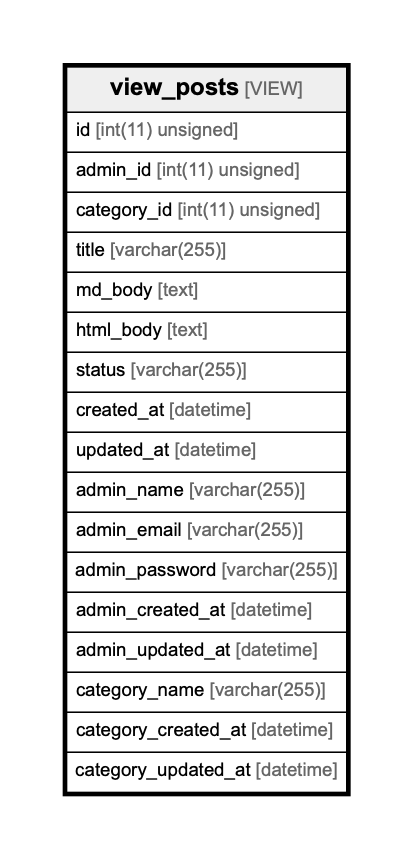 view_posts [VIEW]
id [int(11) unsigned]
admin_id [int(11) unsigned]
category_id [int(11) unsigned]
title [varchar(255)]
md_body [text]
html_body [text]
status [varchar(255)]
created_at [datetime]
updated_at [datetime]
admin_name [varchar(255)]
admin_email [varchar(255)]
admin_password [varchar(255)]
admin_created_at [datetime]
admin_updated_at [datetime]
category_name [varchar(255)]
category_created_at [datetime]
category_updated_at [datetime]